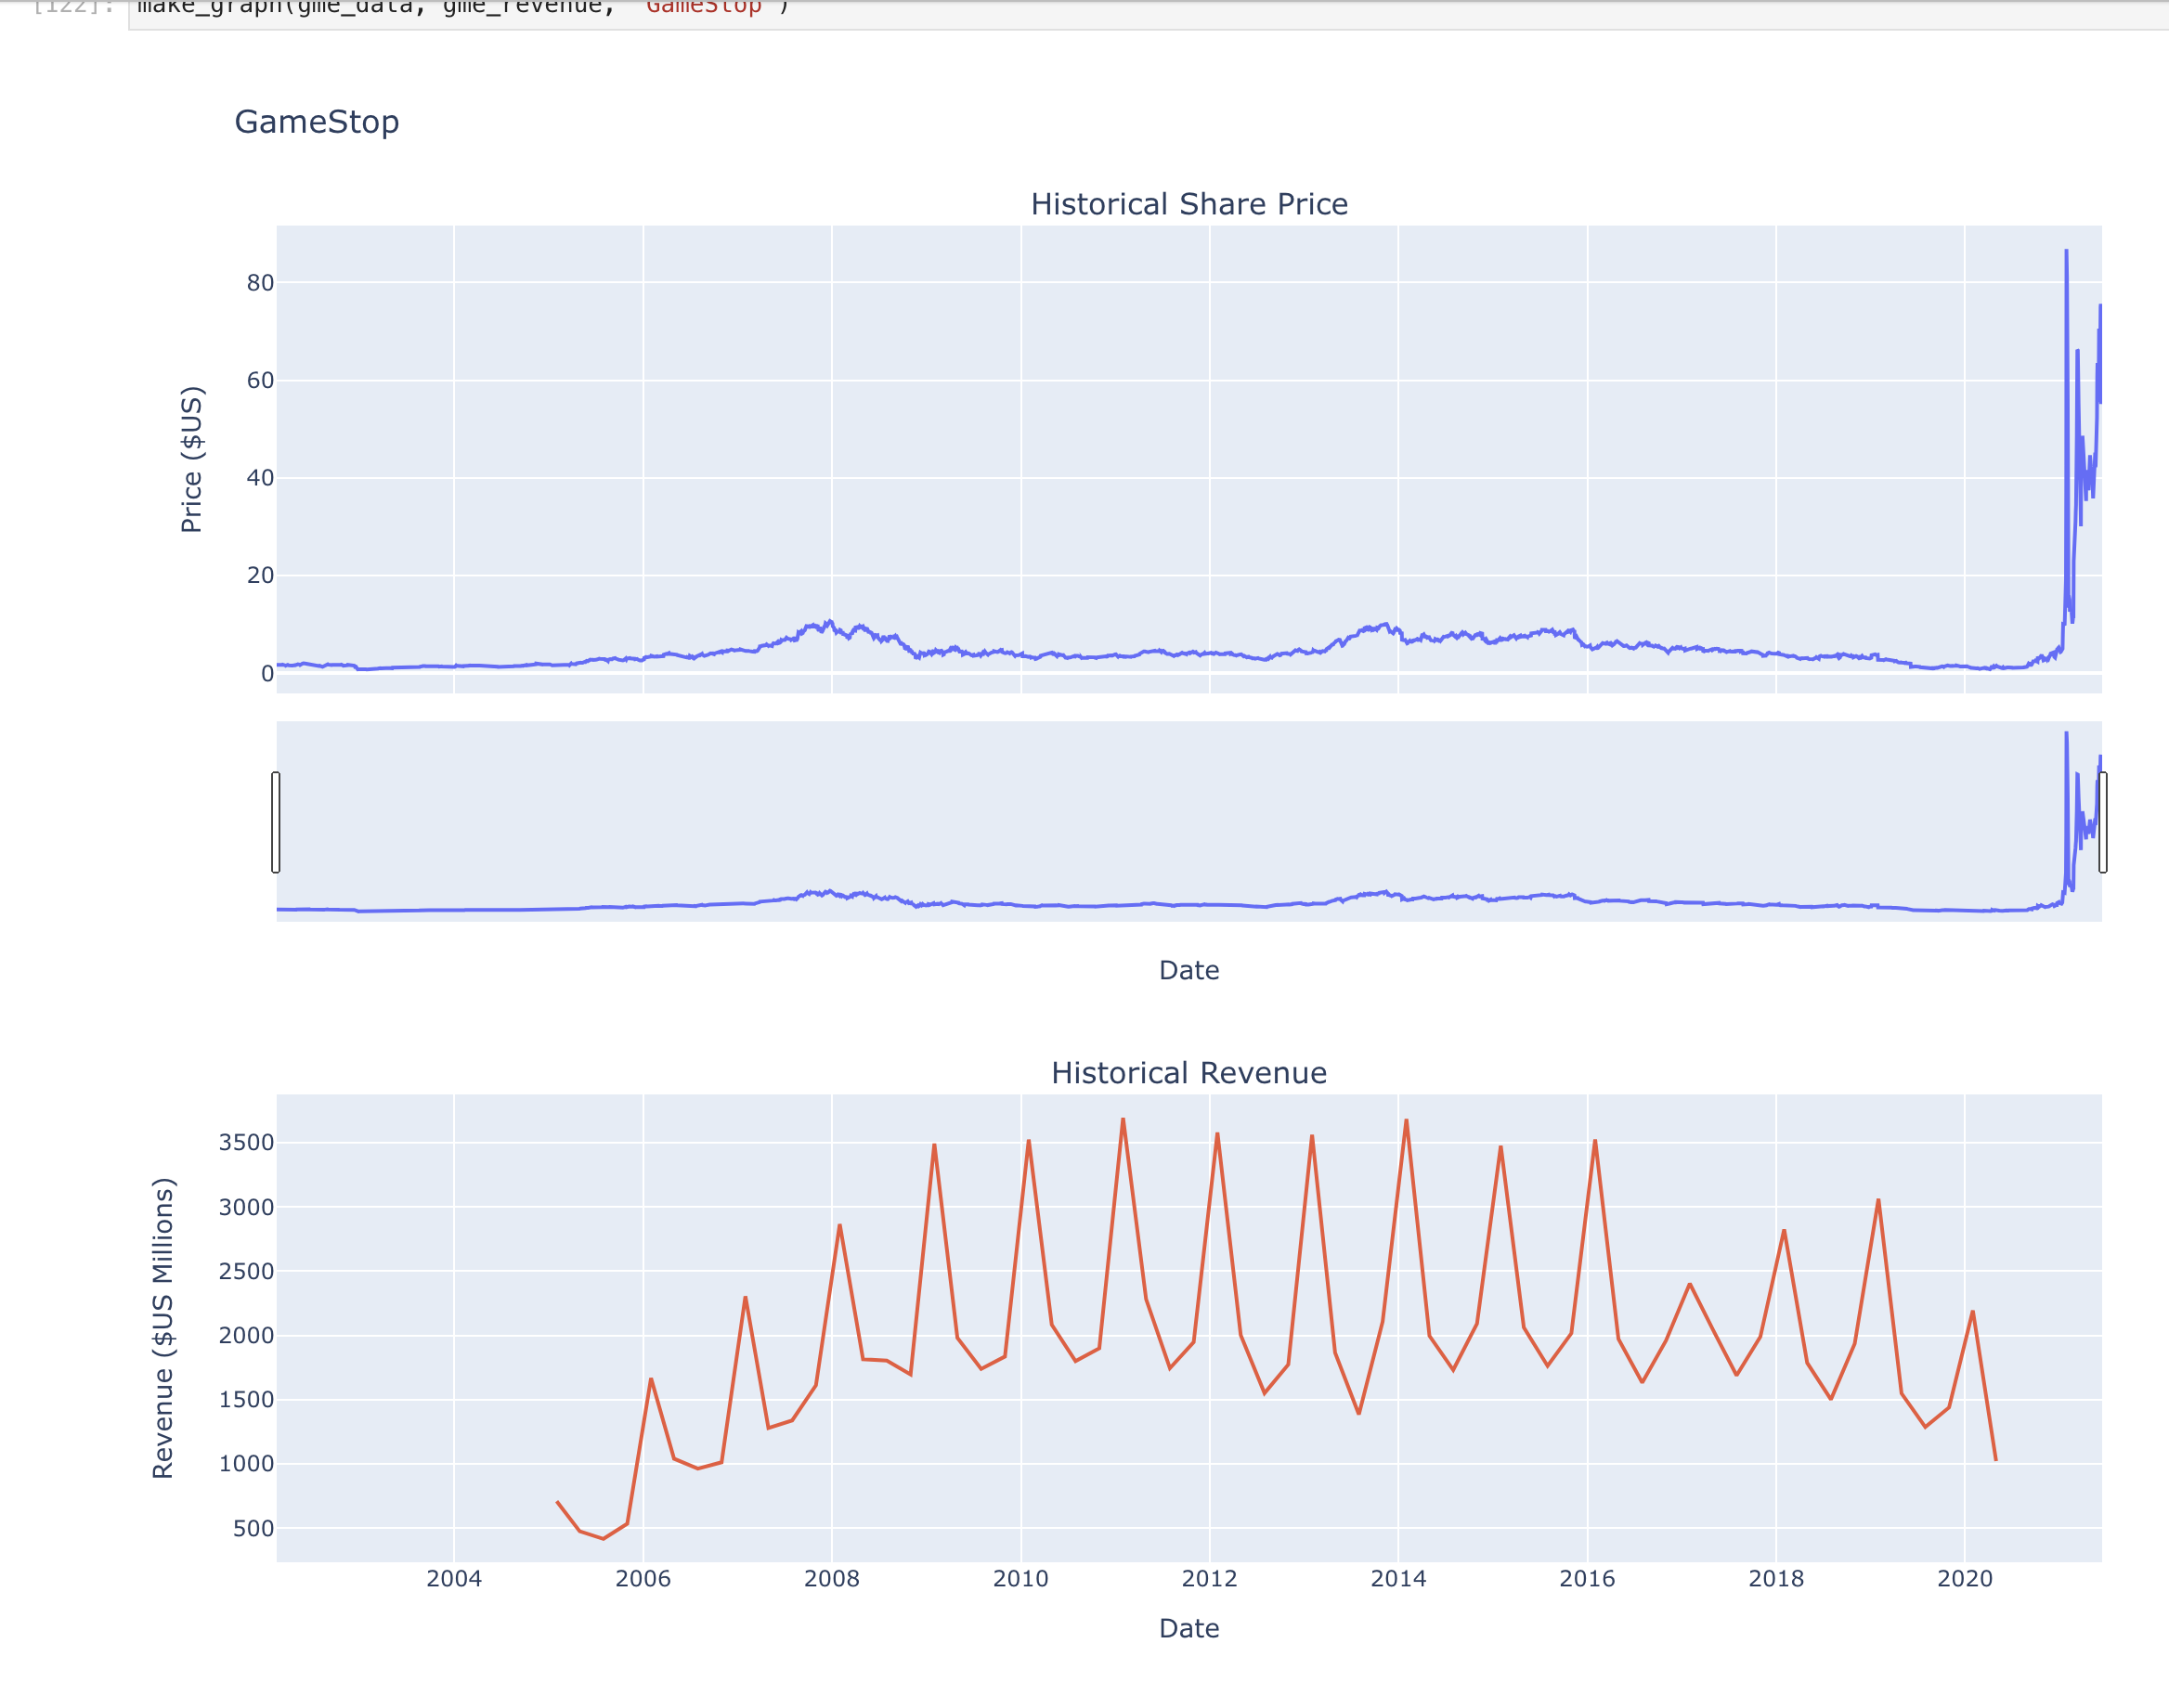 [122]: make_graph(gme_data, gme_revenue, 'GameStop')
GameStop
Historical Share Price
80
60
40
20
0
Price ($US)
Date
Historical Revenue
3500
3000
2500
2000
1500
1000
500
Revenue ($US Millions)
2004 2006 2008 2010 2012 2014 2016 2018 2020
Date